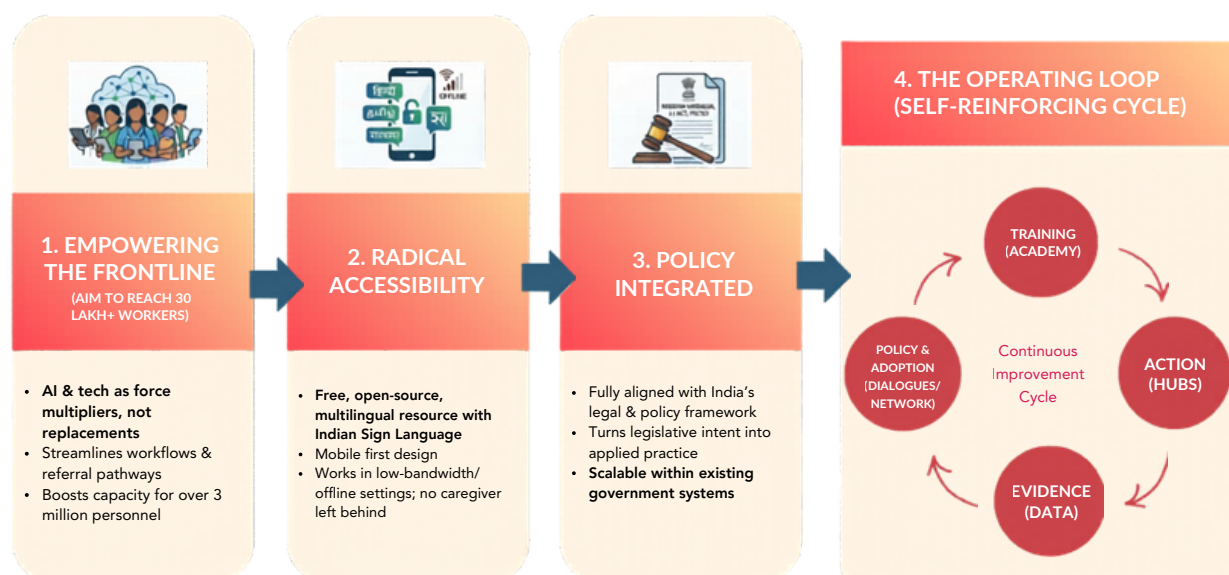 हिन्दी
OFFLINE
1. EMPOWERING
THE FRONTLINE
(AIM TO REACH 30
LAKH+ WORKERS)
• AI & tech as force
multipliers, not
replacements
• Streamlines workflows &
referral pathways
• Boosts capacity for over 3
million personnel
2. RADICAL
ACCESSIBILITY
• Free, open-source,
multilingual resource with
Indian Sign Language
• Mobile first design
• Works in low-bandwidth/
offline settings; no caregiver
left behind
3. POLICY
INTEGRATED
• Fully aligned with India’s
legal & policy framework
• Turns legislative intent into
applied practice
• Scalable within existing
government systems
4. THE OPERATING LOOP
(SELF-REINFORCING CYCLE)
TRAINING
(ACADEMY)
ACTION
(HUBS)
EVIDENCE
(DATA)
POLICY &
ADOPTION
(DIALOGUES/
NETWORK)
Continuous
Improvement
Cycle